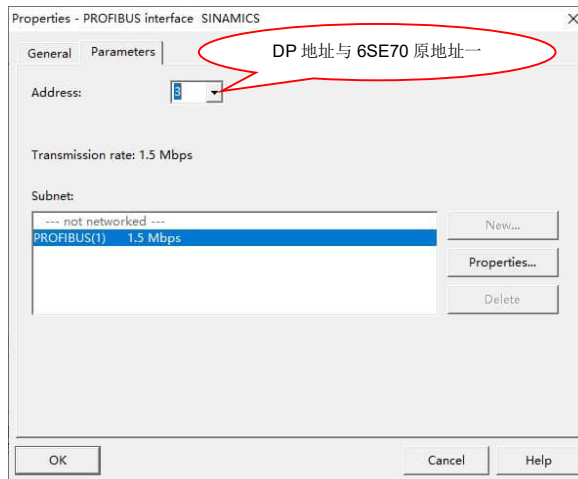 Properties - PROFIBUS interface SINAMICS
General Parameters
DP 地址与 6SE70 原地址一
Address:
3
Transmission rate: 1.5 Mbps
Subnet:
--- not networked ---
PROFIBUS(1) 1.5 Mbps
New...
Properties...
Delete
OK
Cancel
Help